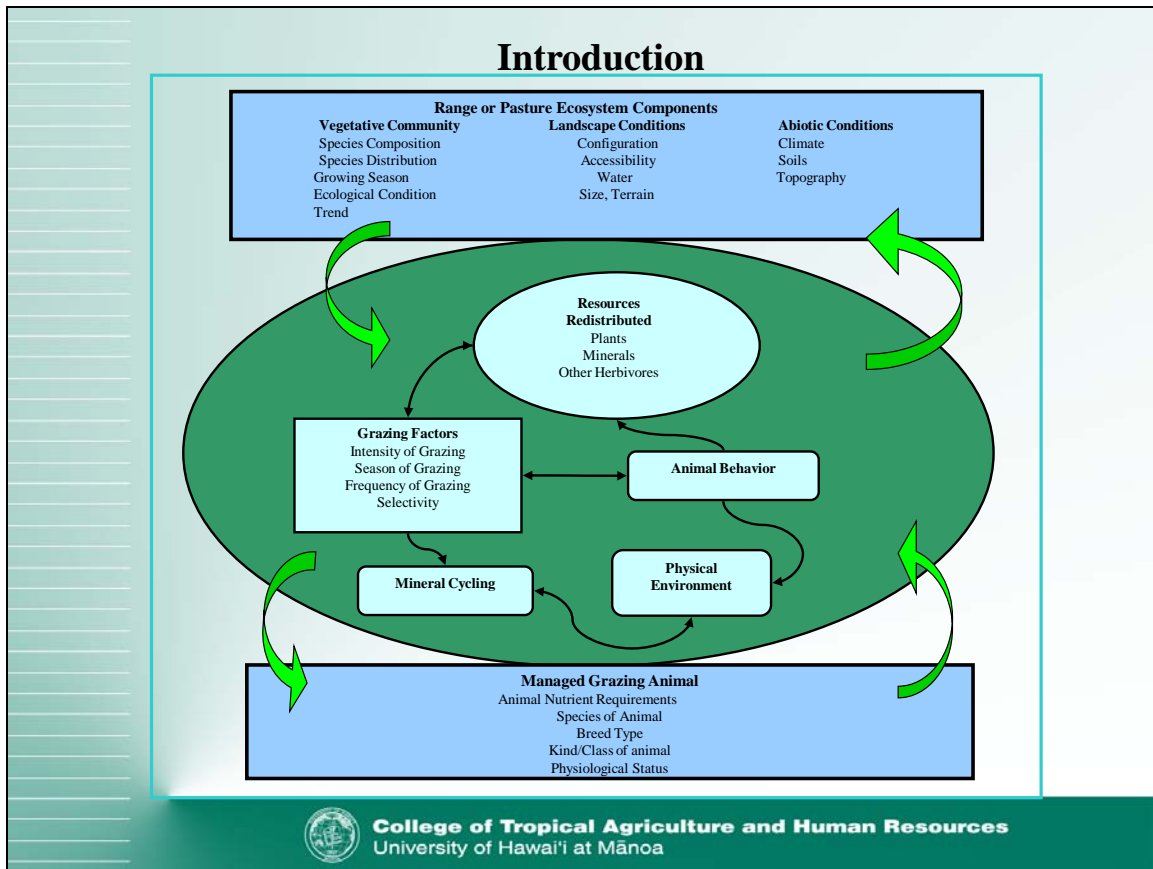 Introduction
Range or Pasture Ecosystem Components
Vegetative Community
Species Composition
Species Distribution
Growing Season
Ecological Condition
Trend
Landscape Conditions
Configuration
Accessibility
Water
Size, Terrain
Abiotic Conditions
Climate
Soils
Topography
Resources
Redistributed
Plants
Minerals
Other Herbivores
Grazing Factors
Intensity of Grazing
Season of Grazing
Frequency of Grazing
Selectivity
Animal Behavior
Mineral Cycling
Physical
Environment
Managed Grazing Animal
Animal Nutrient Requirements
Species of Animal
Breed Type
Kind/Class of animal
Physiological Status
College of Tropical Agriculture and Human Resources
University of Hawai'i at Mānoa